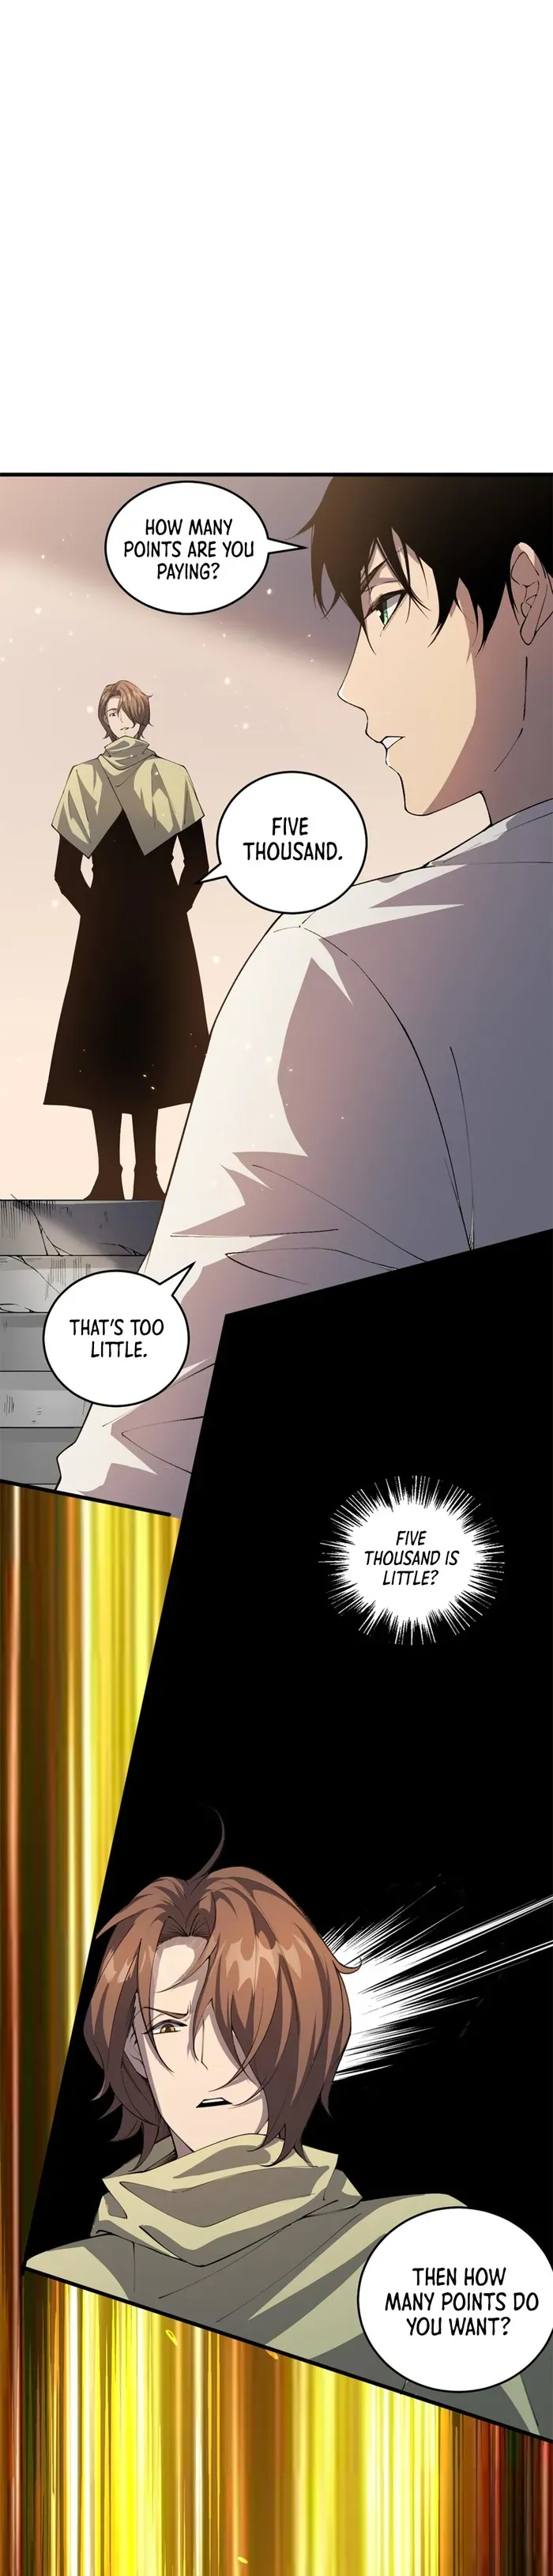 HOW MANY
POINTS ARE YOU
PAYING?
FIVE
THOUSAND.
THAT'S TOO
LITTLE.
FIVE
THOUSAND IS
LITTLE?
THEN HOW
MANY POINTS DO
YOU WANT?